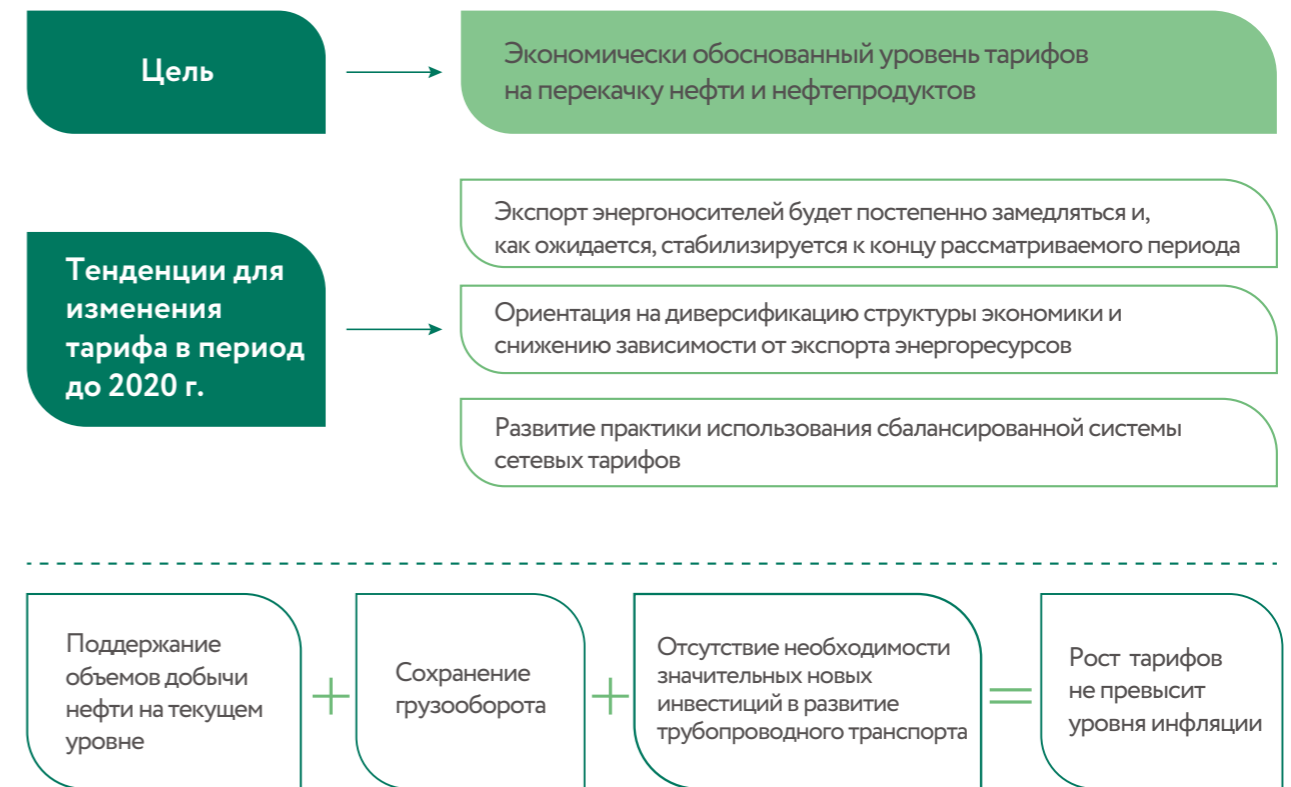 Цель
Экономически обоснованный уровень тарифов
на перекачку нефти и нефтепродуктов
Тенденции для
изменения
тарифа в период
до 2020 г.
Экспорт энергоносителей будет постепенно замедляться и,
как ожидается, стабилизируется к концу рассматриваемого периода
Ориентация на диверсификацию структуры экономики и
снижению зависимости от экспорта энергоресурсов
Развитие практики использования сбалансированной системы
сетевых тарифов
Поддержание
объемов добычи
нефти на текущем
уровне
+
Сохранение
грузооборота
+
Отсутствие необходимости
значительных новых
инвестиций в развитие
трубопроводного транспорта
=
Рост тарифов
не превысит
уровня инфляции